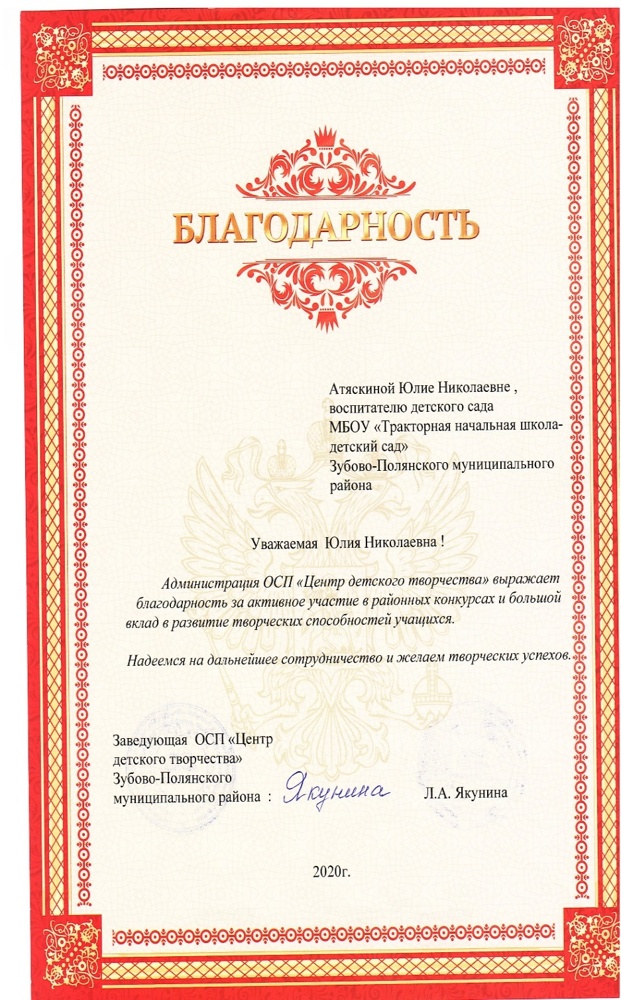 БЛАГОДАРНОСТЬ
Атяскиной Юлие Николаевне ,
воспитателю детского сада
МБОУ «Тракторная начальная школа-
детский сад»
Зубово-Полянского муниципального
района
Уважаемая  Юлия Николаевна !
Администрация ОСП «Центр детского творчества» выражает
благодарность за активное участие в районных конкурсах и большой
вклад в развитие творческих способностей учащихся.
Надеемся на дальнейшее сотрудничество и желаем творческих успехов.
Заведующая  ОСП «Центр
детского творчества»
Зубово-Полянского
муниципального района  : Якунина Л.А. Якунина
2020г.